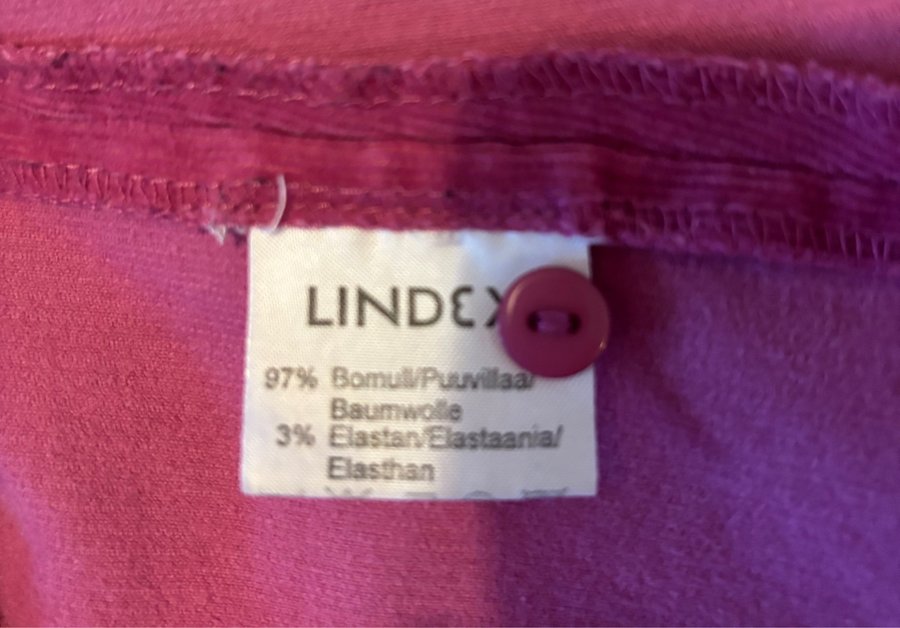 LINDEX
97% Bomull/Puuvillaa/
Baumwolle
3% Elastan/Elastaania/
Elasthan